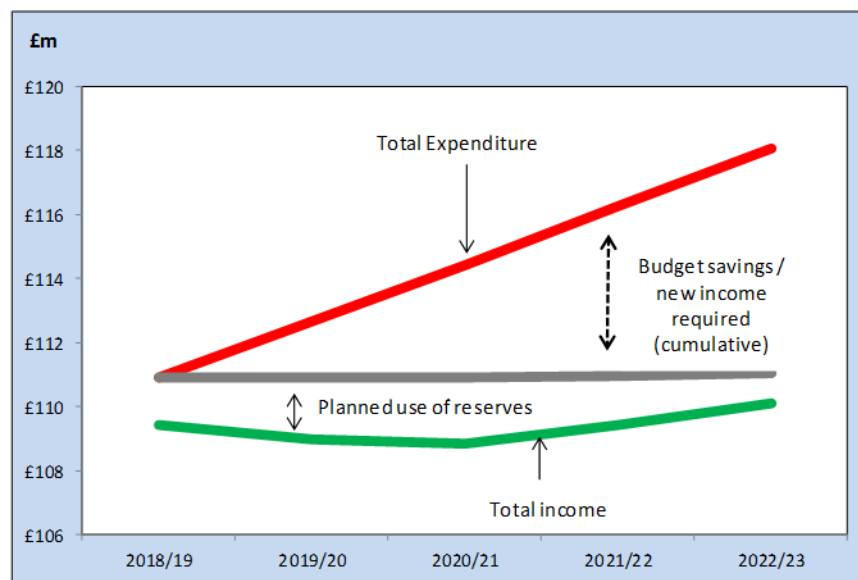 £m
£120
£118
£116
£114
£112
£110
£108
£106
Total Expenditure
Budget savings /
new income
required
(cumulative)
Planned use of reserves
Total income
2018/19 2019/20 2020/21 2021/22 2022/23